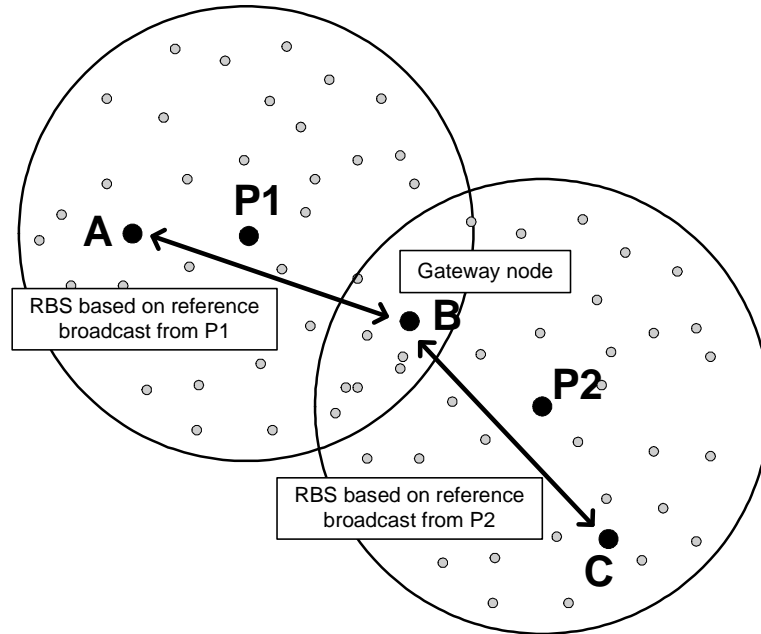 P1
A
Gateway node
RBS based on reference
broadcast from P1
B
P2
RBS based on reference
broadcast from P2
C